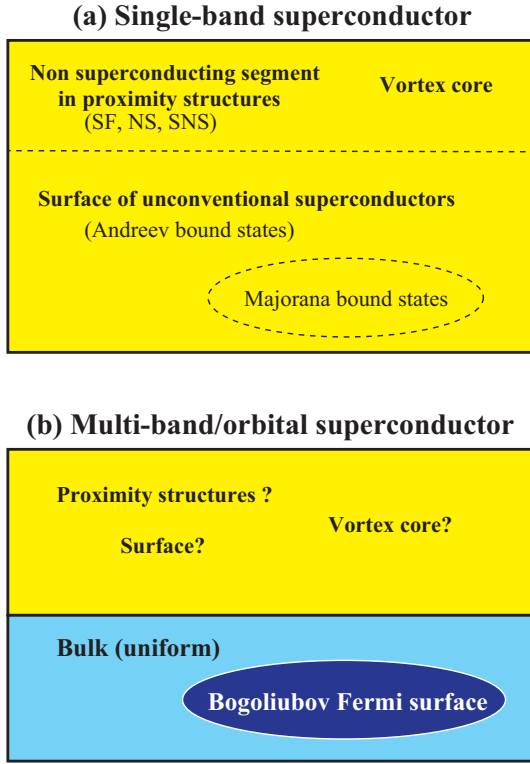 (a) Single-band superconductor
Non superconducting segment
in proximity structures
(SF, NS, SNS)
Vortex core
Surface of unconventional superconductors
(Andreev bound states)
Majorana bound states
(b) Multi-band/orbital superconductor
Proximity structures ?
Vortex core?
Surface?
Bulk (uniform)
Bogoliubov Fermi surface